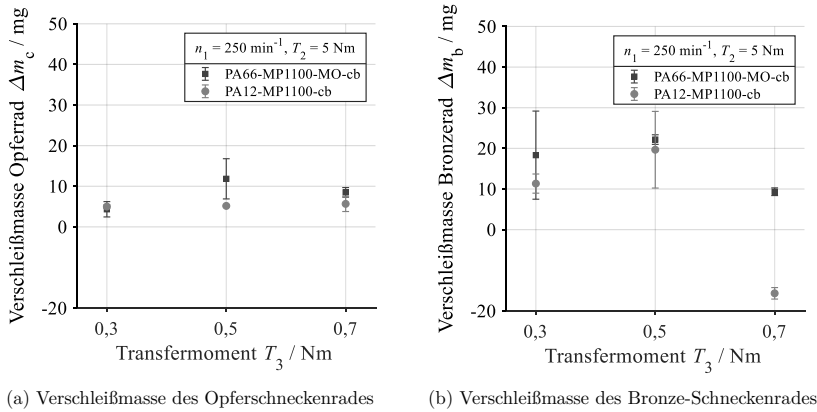 50
40
30
20
10
0
-20
Verschleißmasse Opferrad Δm_c / mg
n_1 = 250 min^-1, T_2 = 5 Nm
PA66-MP1100-MO-cb
PA12-MP1100-cb
0,3
0,5
0,7
Transfermoment T_3 / Nm
(a) Verschleißmasse des Opferschneckenrades
50
40
30
20
10
0
-20
Verschleißmasse Bronzerad Δm_b / mg
n_1 = 250 min^-1, T_2 = 5 Nm
PA66-MP1100-MO-cb
PA12-MP1100-cb
0,3
0,5
0,7
Transfermoment T_3 / Nm
(b) Verschleißmasse des Bronze-Schneckenrades